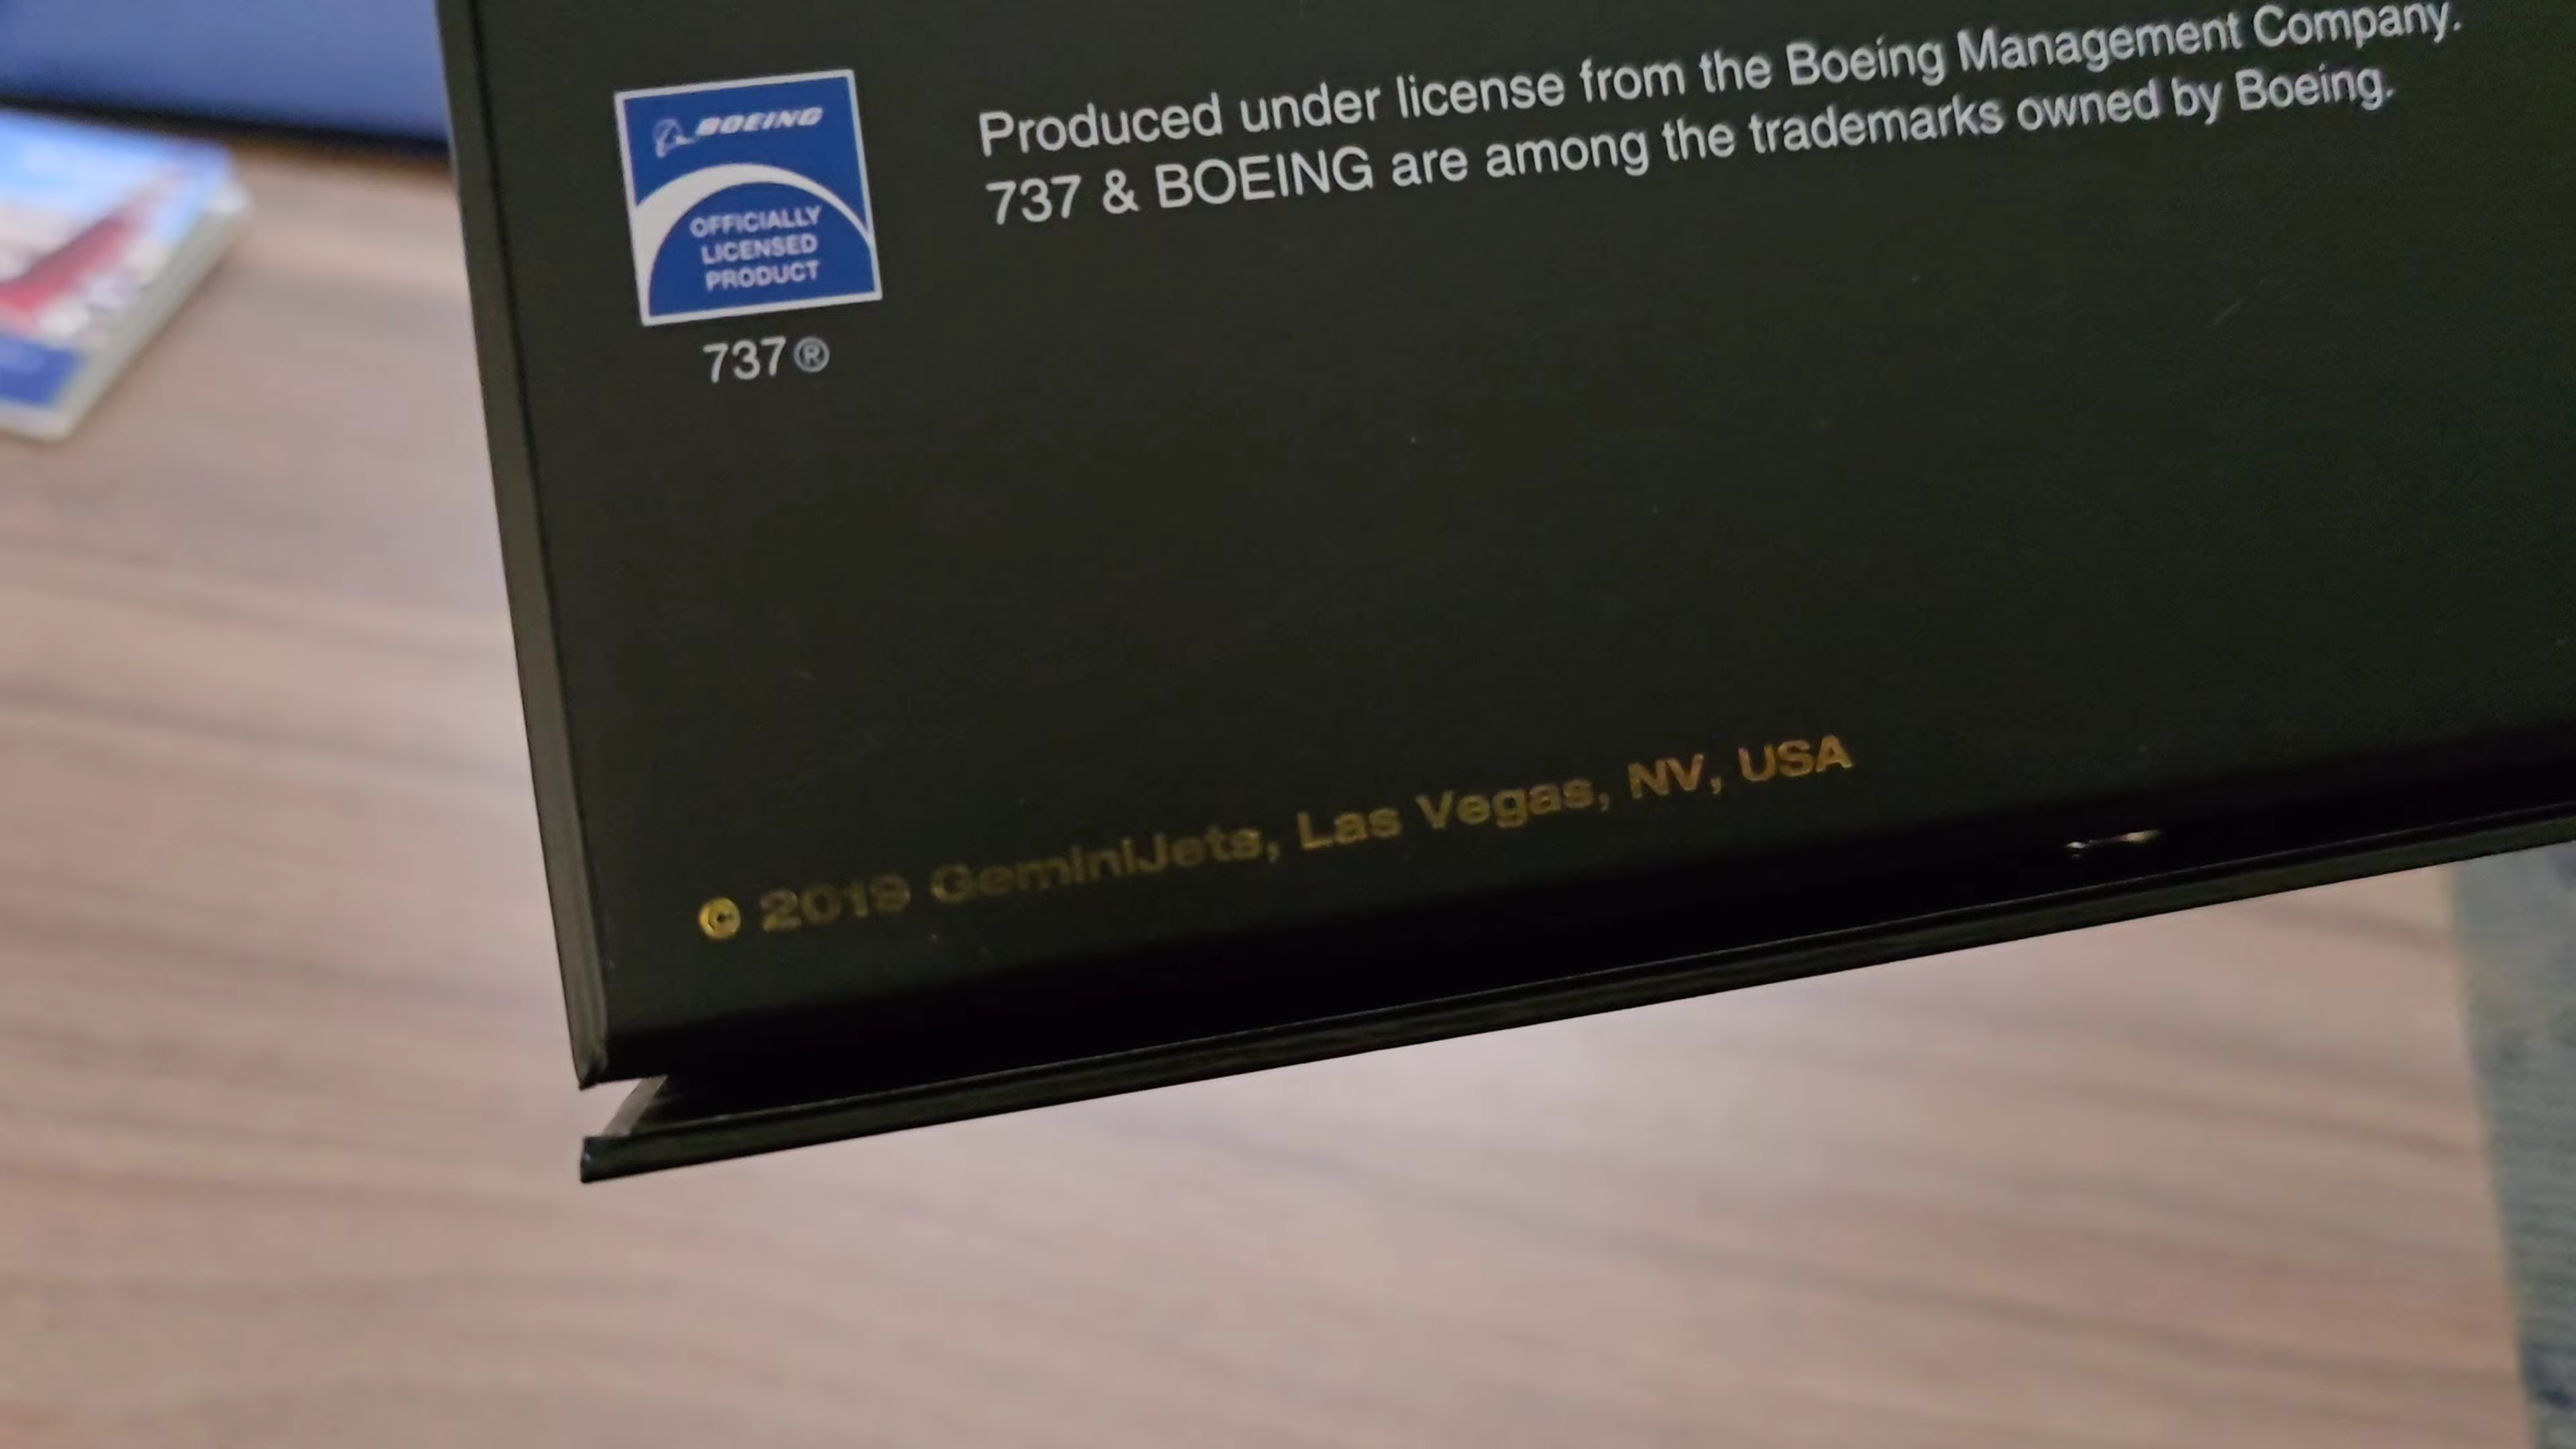 BOEING
OFFICIALLY
LICENSED
PRODUCT
737®
Produced under license from the Boeing Management Company.
737 & BOEING are among the trademarks owned by Boeing.
© 2019 GeminiJets, Las Vegas, NV, USA